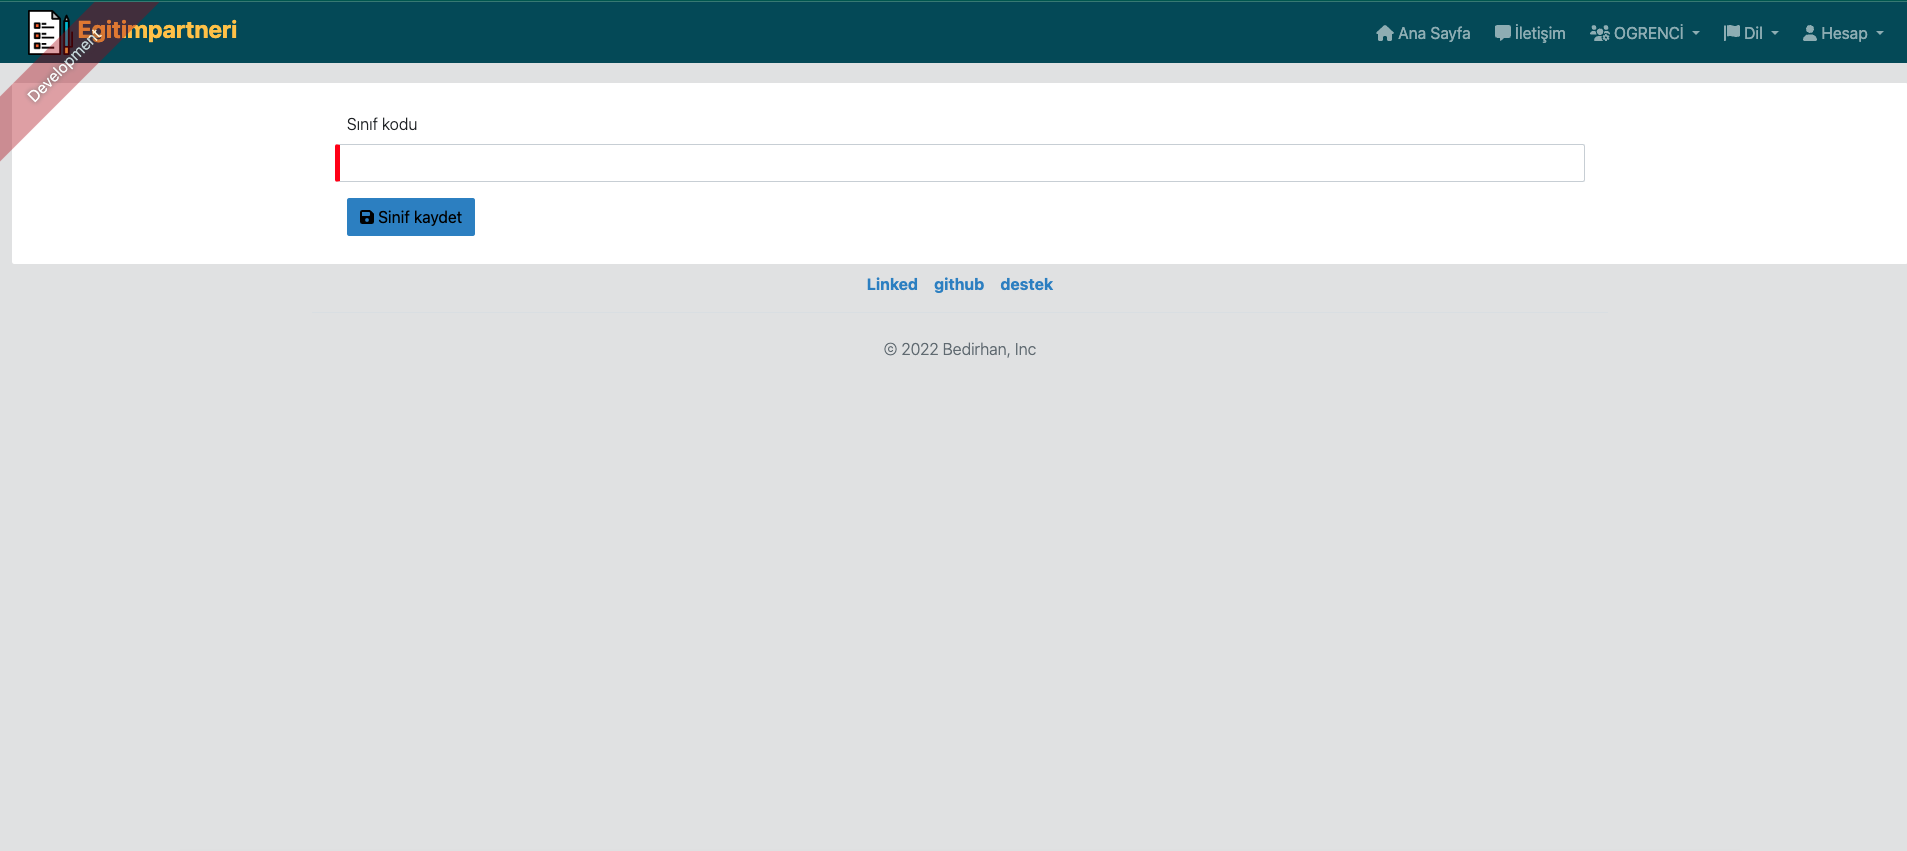 Egitimpartneri
Development
Ana Sayfa İletişim OGRENCİ Dil Hesap
Sınıf kodu
Sinif kaydet
Linked github destek
© 2022 Bedirhan, Inc